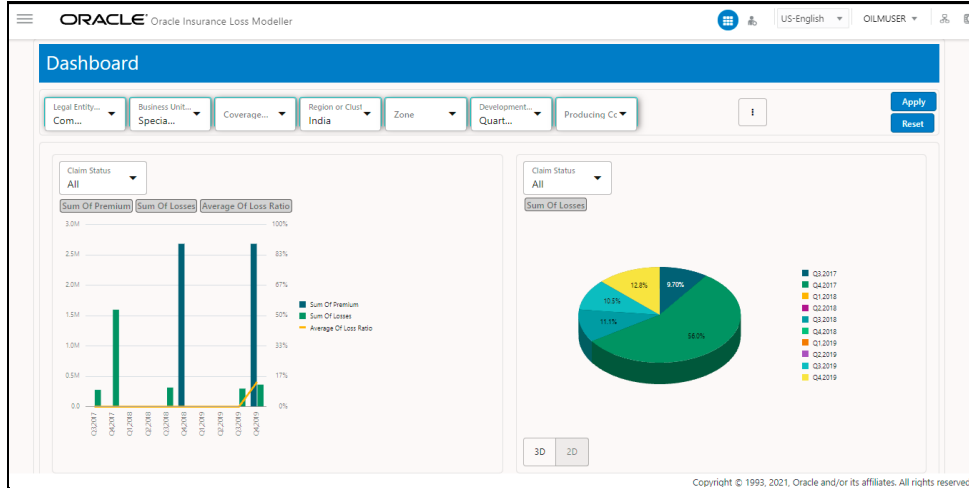 ORACLE Oracle Insurance Loss Modeller
US-English
OILMUSER
Dashboard
Legal Entity...
Com...
Business Unit...
Specia...
Coverage...
Region or Clust
India
Zone
Development...
Quart...
Producing Cc
Apply
Reset
Claim Status
All
Sum Of Premium Sum Of Losses Average Of Loss Ratio
3.0M 100%
2.5M 83%
2.0M 67%
1.5M 50%
1.0M 33%
0.5M 17%
0.0 0%
Q3,2017 Q4,2017 Q1,2018 Q2,2018 Q3,2018 Q4,2018 Q1,2019 Q2,2019 Q3,2019 Q4,2019
Sum Of Premium
Sum Of Losses
Average Of Loss Ratio
Claim Status
All
Sum Of Losses
12.8% 9.70%
10.5%
11.1%
56.0%
Q3,2017
Q4,2017
Q1,2018
Q2,2018
Q3,2018
Q4,2018
Q1,2019
Q2,2019
Q3,2019
Q4,2019
3D 2D
Copyright © 1993, 2021, Oracle and/or its affiliates. All rights reserved